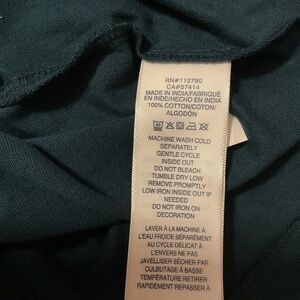 RN#112790
CA#57414
MADE IN INDIA/FABRIQUÉ
EN INDE/HECHO EN INDIA
100% COTTON/COTON/
ALGODÓN
MACHINE WASH COLD
SEPARATELY
GENTLE CYCLE
INSIDE OUT
DO NOT BLEACH
TUMBLE DRY LOW
REMOVE PROMPTLY
LOW IRON INSIDE OUT IF
NEEDED
DO NOT IRON ON
DECORATION
LAVER À LA MACHINE À
L'EAU FROIDE SÉPARÉMENT
AU CYCLE DÉLICAT À
L'ENVERS NE PAS
JAVELLISER SÉCHER PAR
CULBUTAGE À BASSE
TEMPÉRATURE RETIRER
RAPIDEMENT REPASSER À